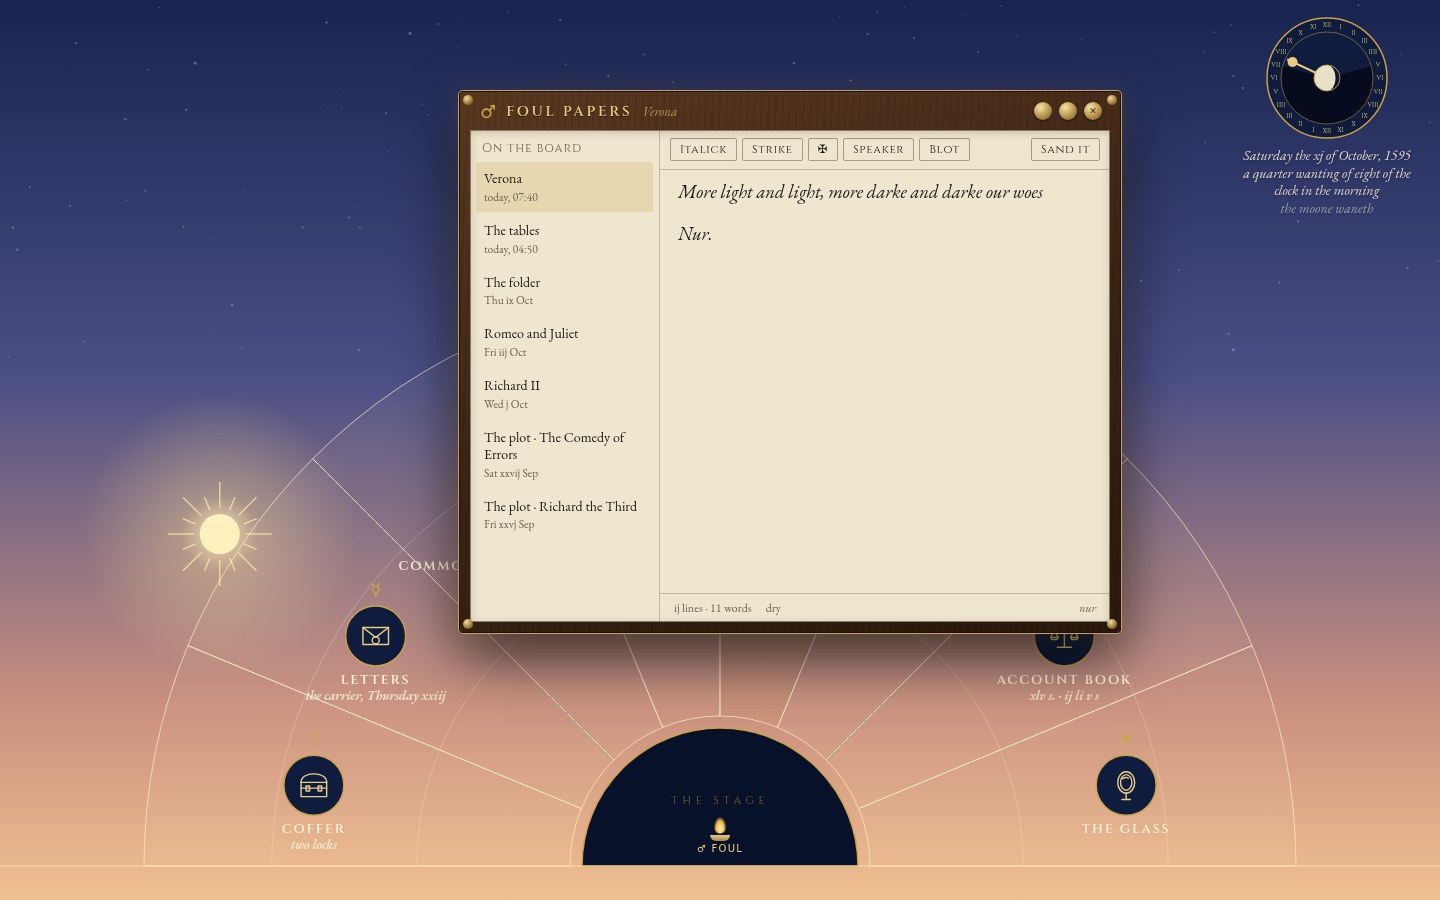 FOUL PAPERS Verona
ON THE BOARD
Verona
today, 07:40
The tables
today, 04:50
The folder
Thu ix Oct
Romeo and Juliet
Fri iij Oct
Richard II
Wed j Oct
The plot · The Comedy of
Errors
Sat xxvij Sep
The plot · Richard the Third
Fri xxvj Sep
ITALICK STRIKE ✠ SPEAKER BLOT SAND IT
More light and light, more darke and darke our woes
Nur.
ij lines · 11 words dry nur
Saturday the xj of October, 1595
a quarter wanting of eight of the
clock in the morning
the moone waneth
COMMO
LETTERS
the carrier, Thursday xxiij
COFFER
two locks
THE STAGE
♂ FOUL
ACCOUNT BOOK
xlv s. · ij li v s
THE GLASS